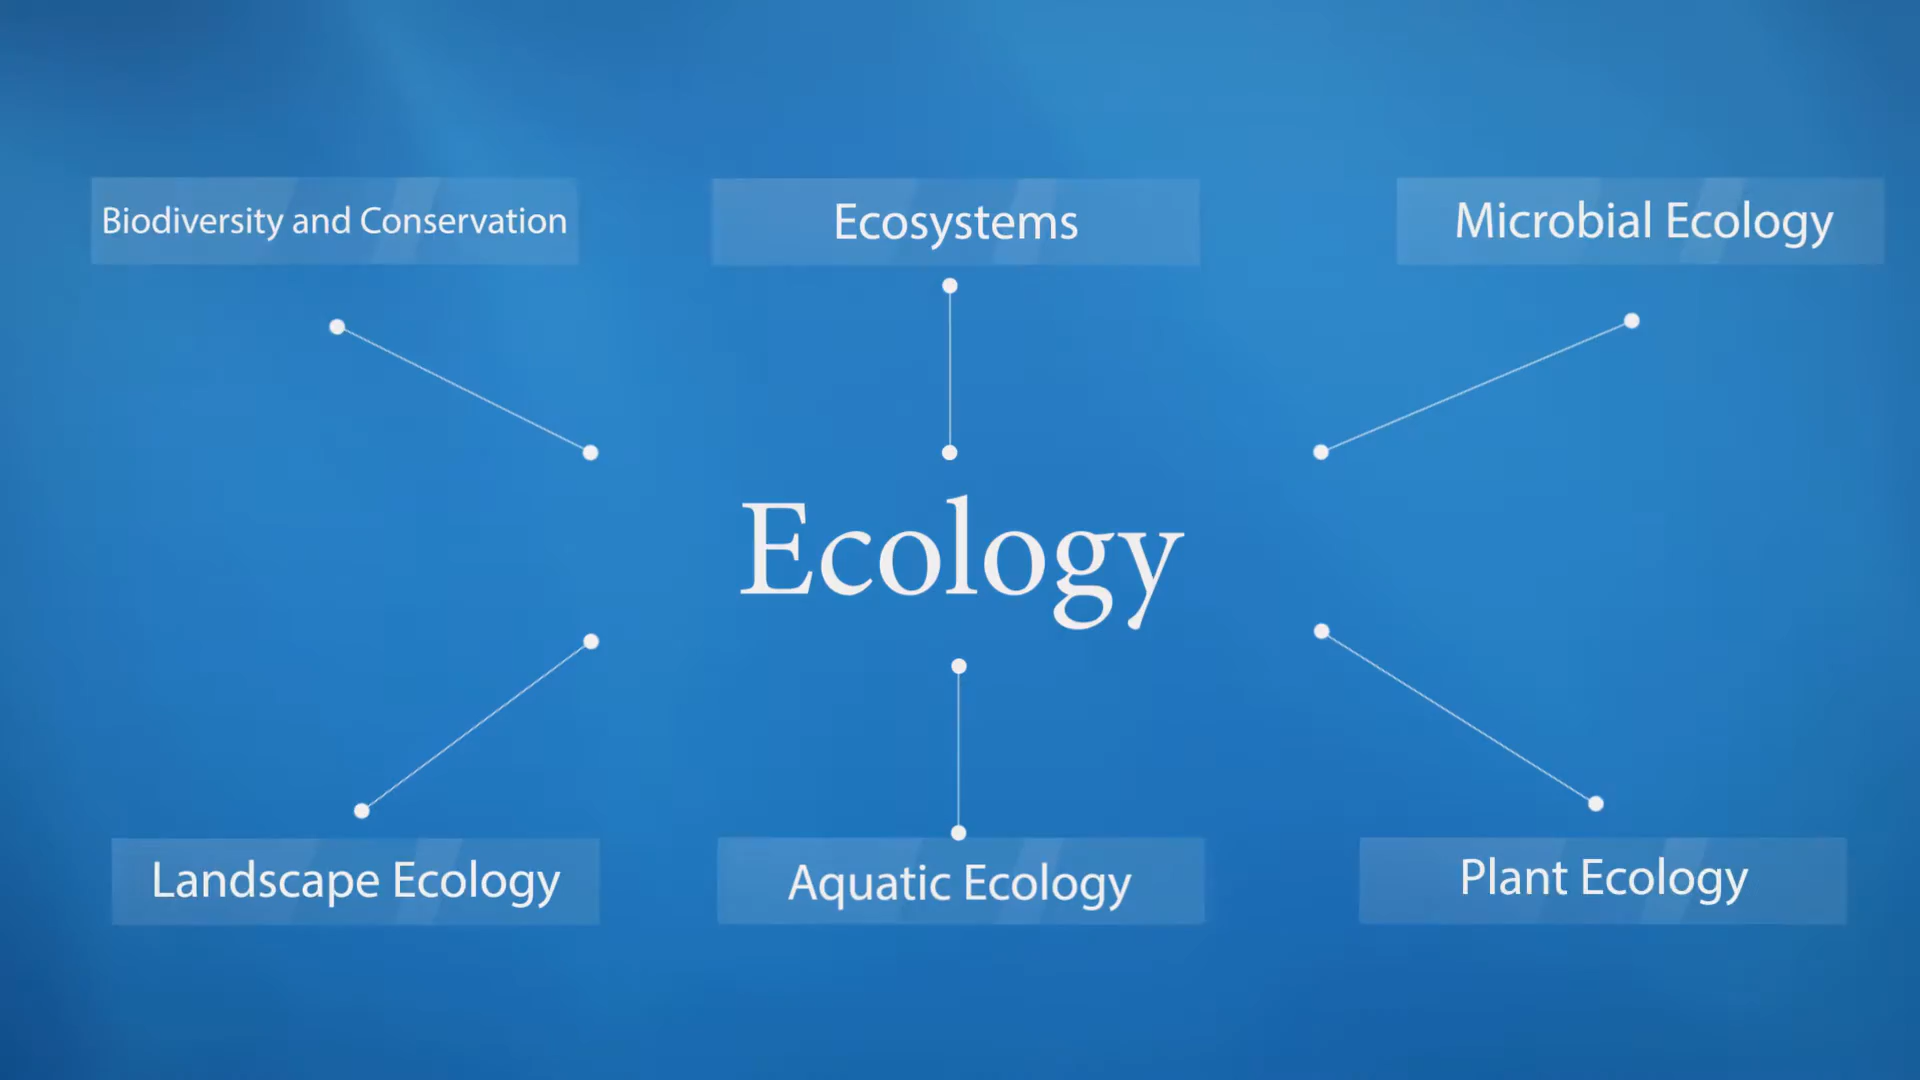 Biodiversity and Conservation
Ecosystems
Microbial Ecology
Ecology
Landscape Ecology
Aquatic Ecology
Plant Ecology